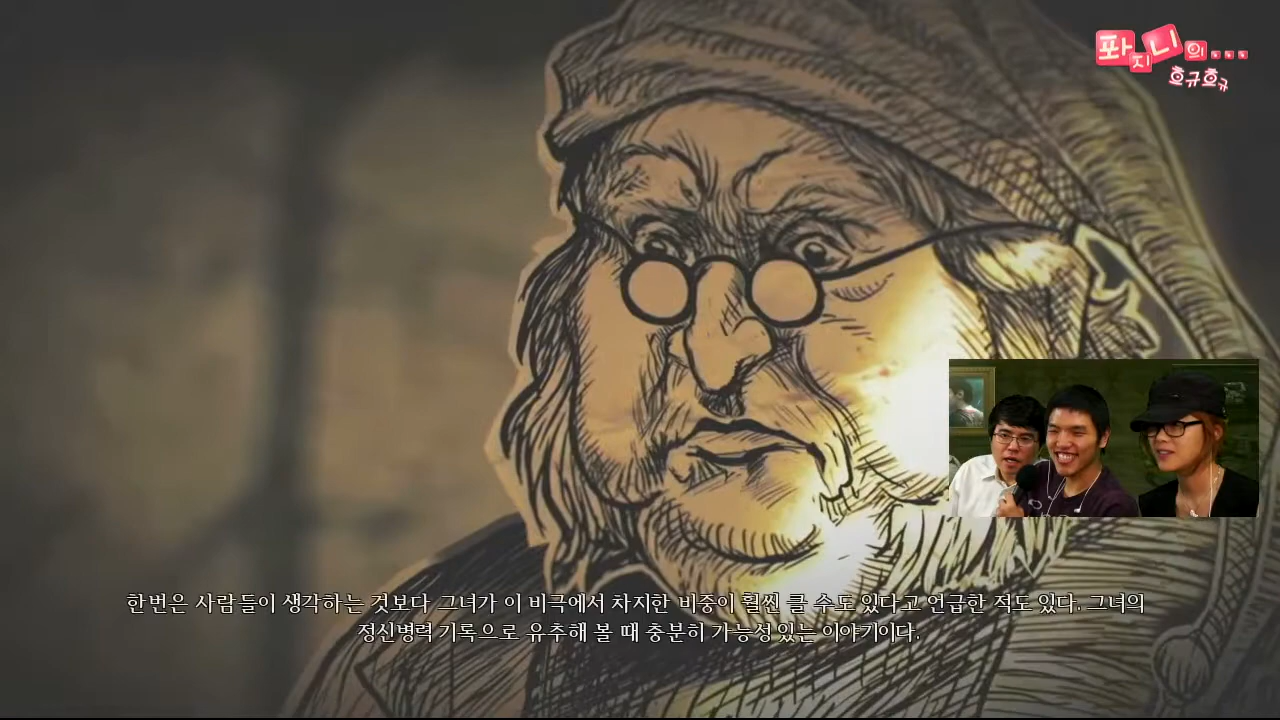 퐈지니의...
흐규흐규
한번은 사람들이 생각하는 것보다 그녀가 이 비극에서 차지한 비중이 훨씬 클 수도 있다고 언급한 적도 있다. 그녀의
정신병력 기록으로 유추해 볼 때 충분히 가능성 있는 이야기이다.